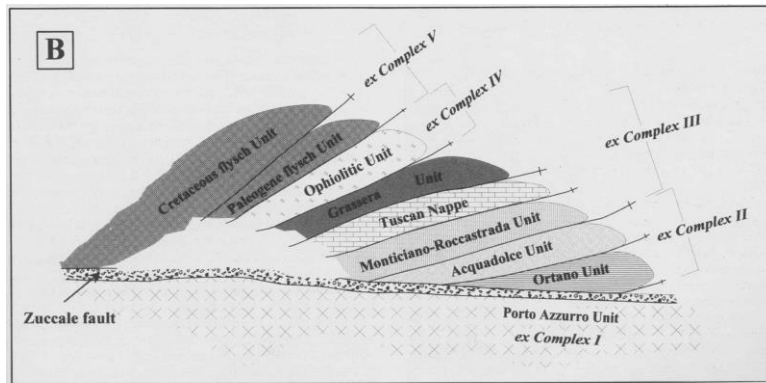 B
ex Complex V
ex Complex IV
ex Complex III
ex Complex II
Cretaceous flysch Unit
Paleogene flysch Unit
Ophiolitic Unit
Grassera Unit
Tuscan Nappe
Monticiano-Roccastrada Unit
Acquadolce Unit
Ortano Unit
Zuccale fault
Porto Azzurro Unit
ex Complex I